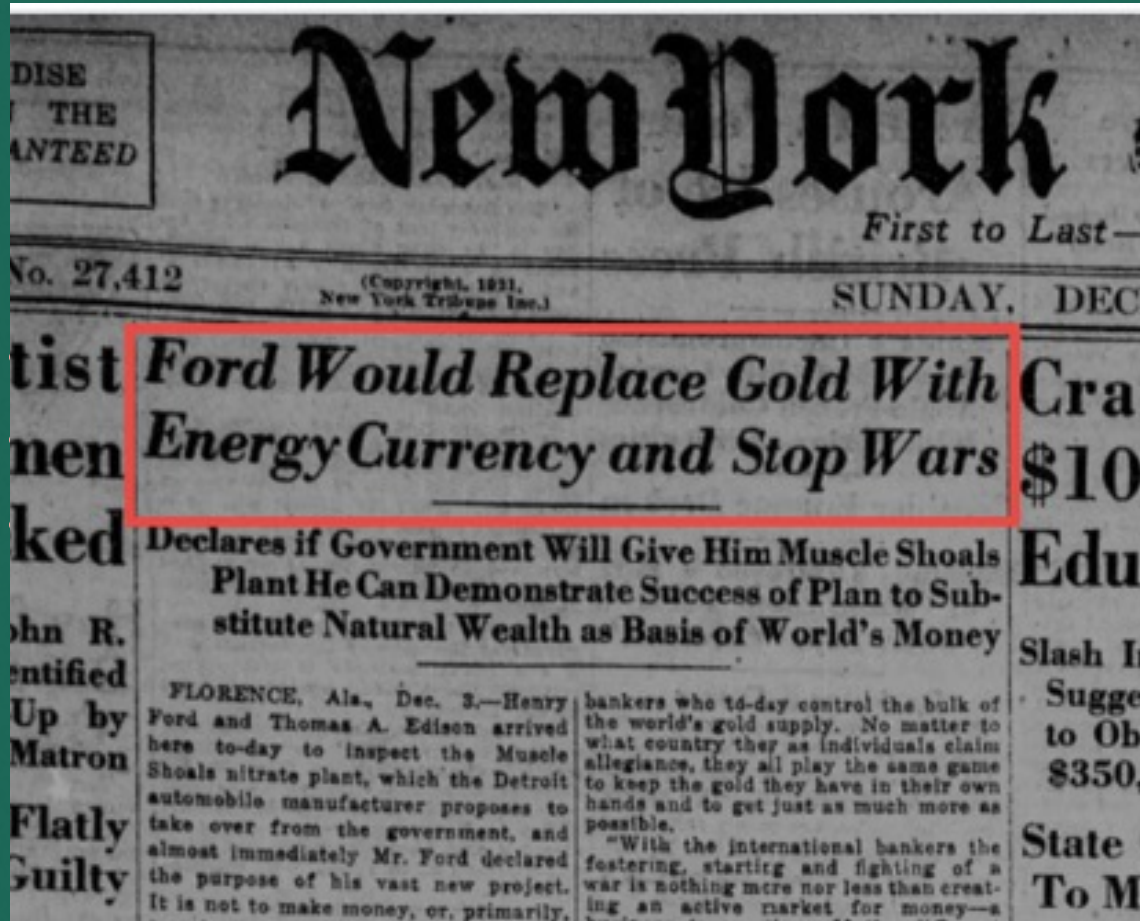 DISE
THE
ANTEED
New York
First to Last—
No. 27,412
(Copyright, 1921,
New York Tribune Inc.)
SUNDAY, DEC
tist
men
ked
ohn R.
entified
Up by
Matron
Flatly
Guilty
Ford Would Replace Gold With
Energy Currency and Stop Wars
Declares if Government Will Give Him Muscle Shoals
Plant He Can Demonstrate Success of Plan to Sub-
stitute Natural Wealth as Basis of World's Money
FLORENCE, Ala., Dec. 3.—Henry
Ford and Thomas A. Edison arrived
here to-day to inspect the Muscle
Shoals nitrate plant, which the Detroit
automobile manufacturer proposes to
take over from the government, and
almost immediately Mr. Ford declared
the purpose of his vast new project.
It is not to make money, or, primarily,
bankers who to-day control the bulk of
the world's gold supply. No matter to
what country they as individuals claim
allegiance, they all play the same game
to keep the gold they have in their own
hands and to get just as much more as
possible.
"With the international bankers the
fostering, starting and fighting of a
war is nothing more nor less than creat-
ing an active market for money—a
Cra
$10
Edu
Slash I
Sugge
to Ob
$350,
State
To M